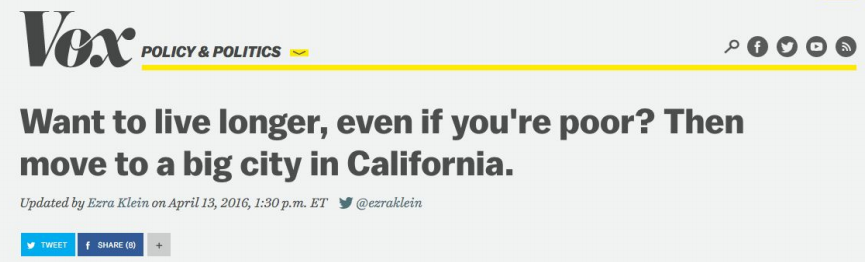 Vox POLICY & POLITICS
Want to live longer, even if you're poor? Then
move to a big city in California.
Updated by Ezra Klein on April 13, 2016, 1:30 p.m. ET @ezraklein
TWEET f SHARE (8) +